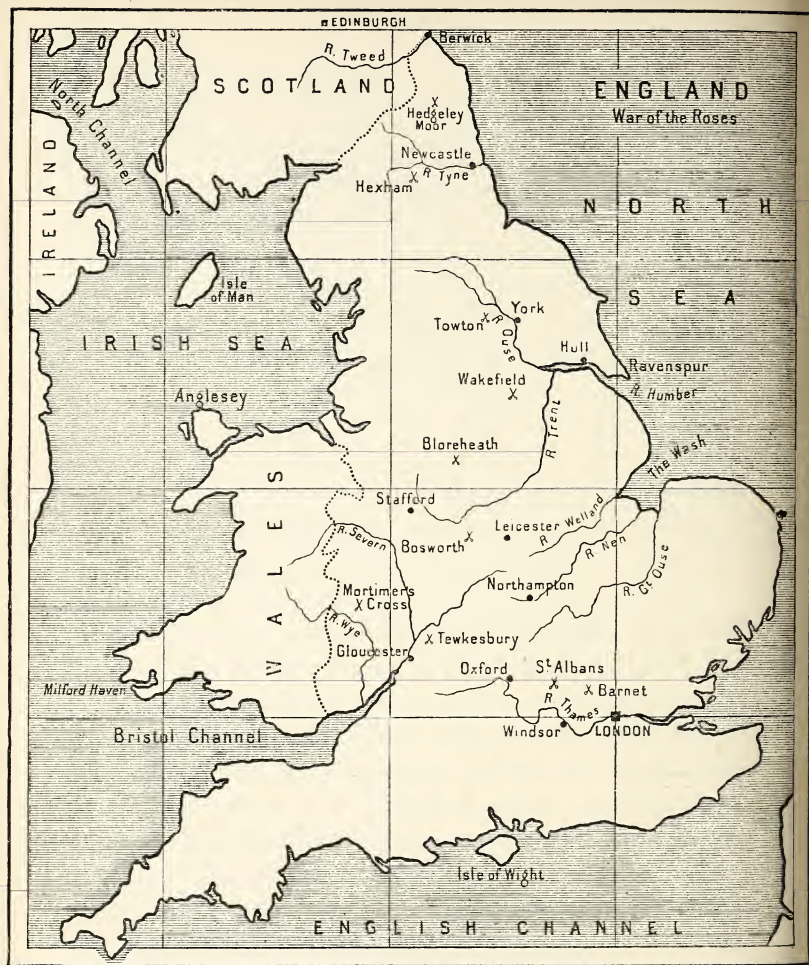 EDINBURGH
Berwick
R. Tweed
SCOTLAND
ENGLAND
War of the Roses
North Channel
Hedgeley
Moor
Newcastle
R Tyne
Hexham
IRELAND
NORTH
SEA
Isle
of Man
York
Towton
R Ouse
IRISH SEA
Hull
Ravenspur
R. Humber
Wakefield
Anglesey
R. Trent
Bloreheath
The Wash
Stafford
Leicester
R Welland
R.Severn
Bosworth
R. Nen
WALES
Mortimers
Cross
Northampton
R. Gt Ouse
R.Wye
Tewkesbury
Gloucester
Oxford
St Albans
Milford Haven
Barnet
R Thames
Bristol Channel
Windsor
LONDON
Isle of Wight
ENGLISH CHANNEL